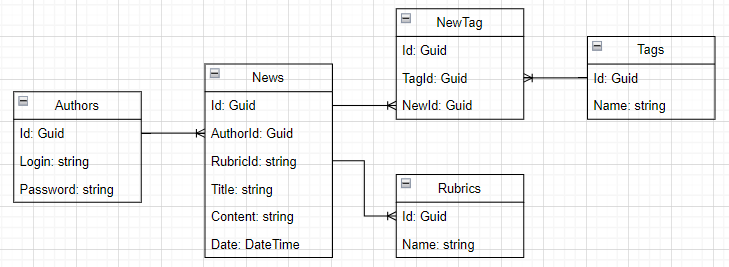 Authors
Id: Guid
Login: string
Password: string
News
Id: Guid
AuthorId: Guid
RubricId: string
Title: string
Content: string
Date: DateTime
NewTag
Id: Guid
TagId: Guid
NewId: Guid
Tags
Id: Guid
Name: string
Rubrics
Id: Guid
Name: string